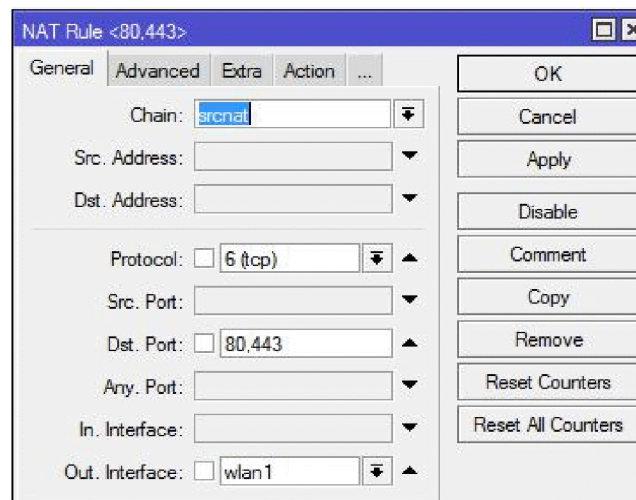 NAT Rule <80,443>
General Advanced Extra Action ...
Chain: srcnat
Src. Address:
Dst. Address:
Protocol: 6 (tcp)
Src. Port:
Dst. Port: 80,443
Any. Port:
In. Interface:
Out. Interface: wlan1
OK
Cancel
Apply
Disable
Comment
Copy
Remove
Reset Counters
Reset All Counters